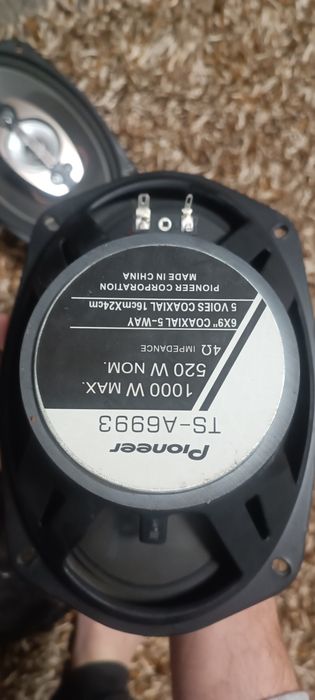 Pioneer
TS-A6993
1000 W MAX.
520 W NOM.
4Ω IMPEDANCE
6X9" COAXIAL 5-WAY
5 VOIES COAXIAL 16cmX24cm
PIONEER CORPORATION
MADE IN CHINA